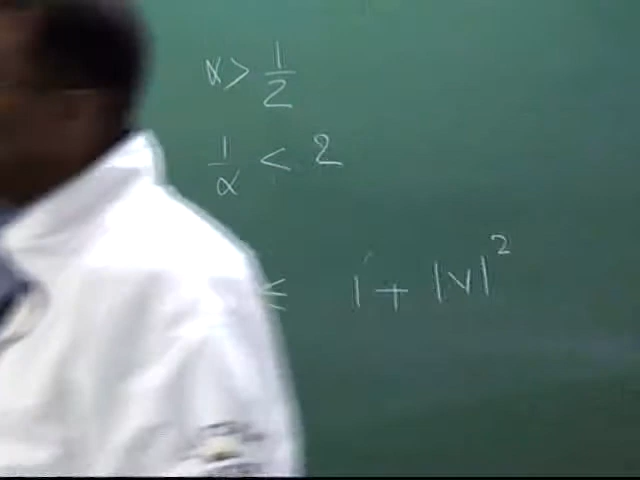 α > 1/2
1/α < 2
≤ 1 + |v|²